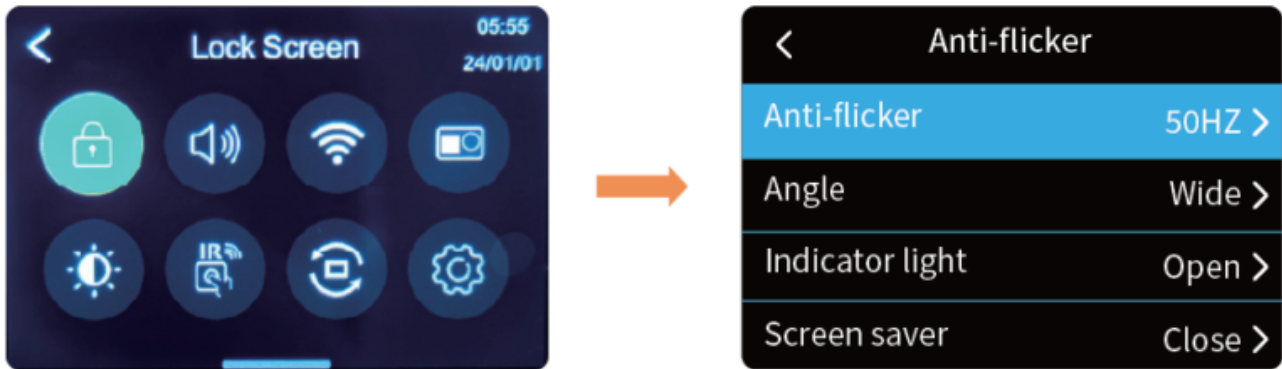 Lock Screen
05:55
24/01/01
IR
Anti-flicker
Anti-flicker 50HZ
Angle Wide
Indicator light Open
Screen saver Close